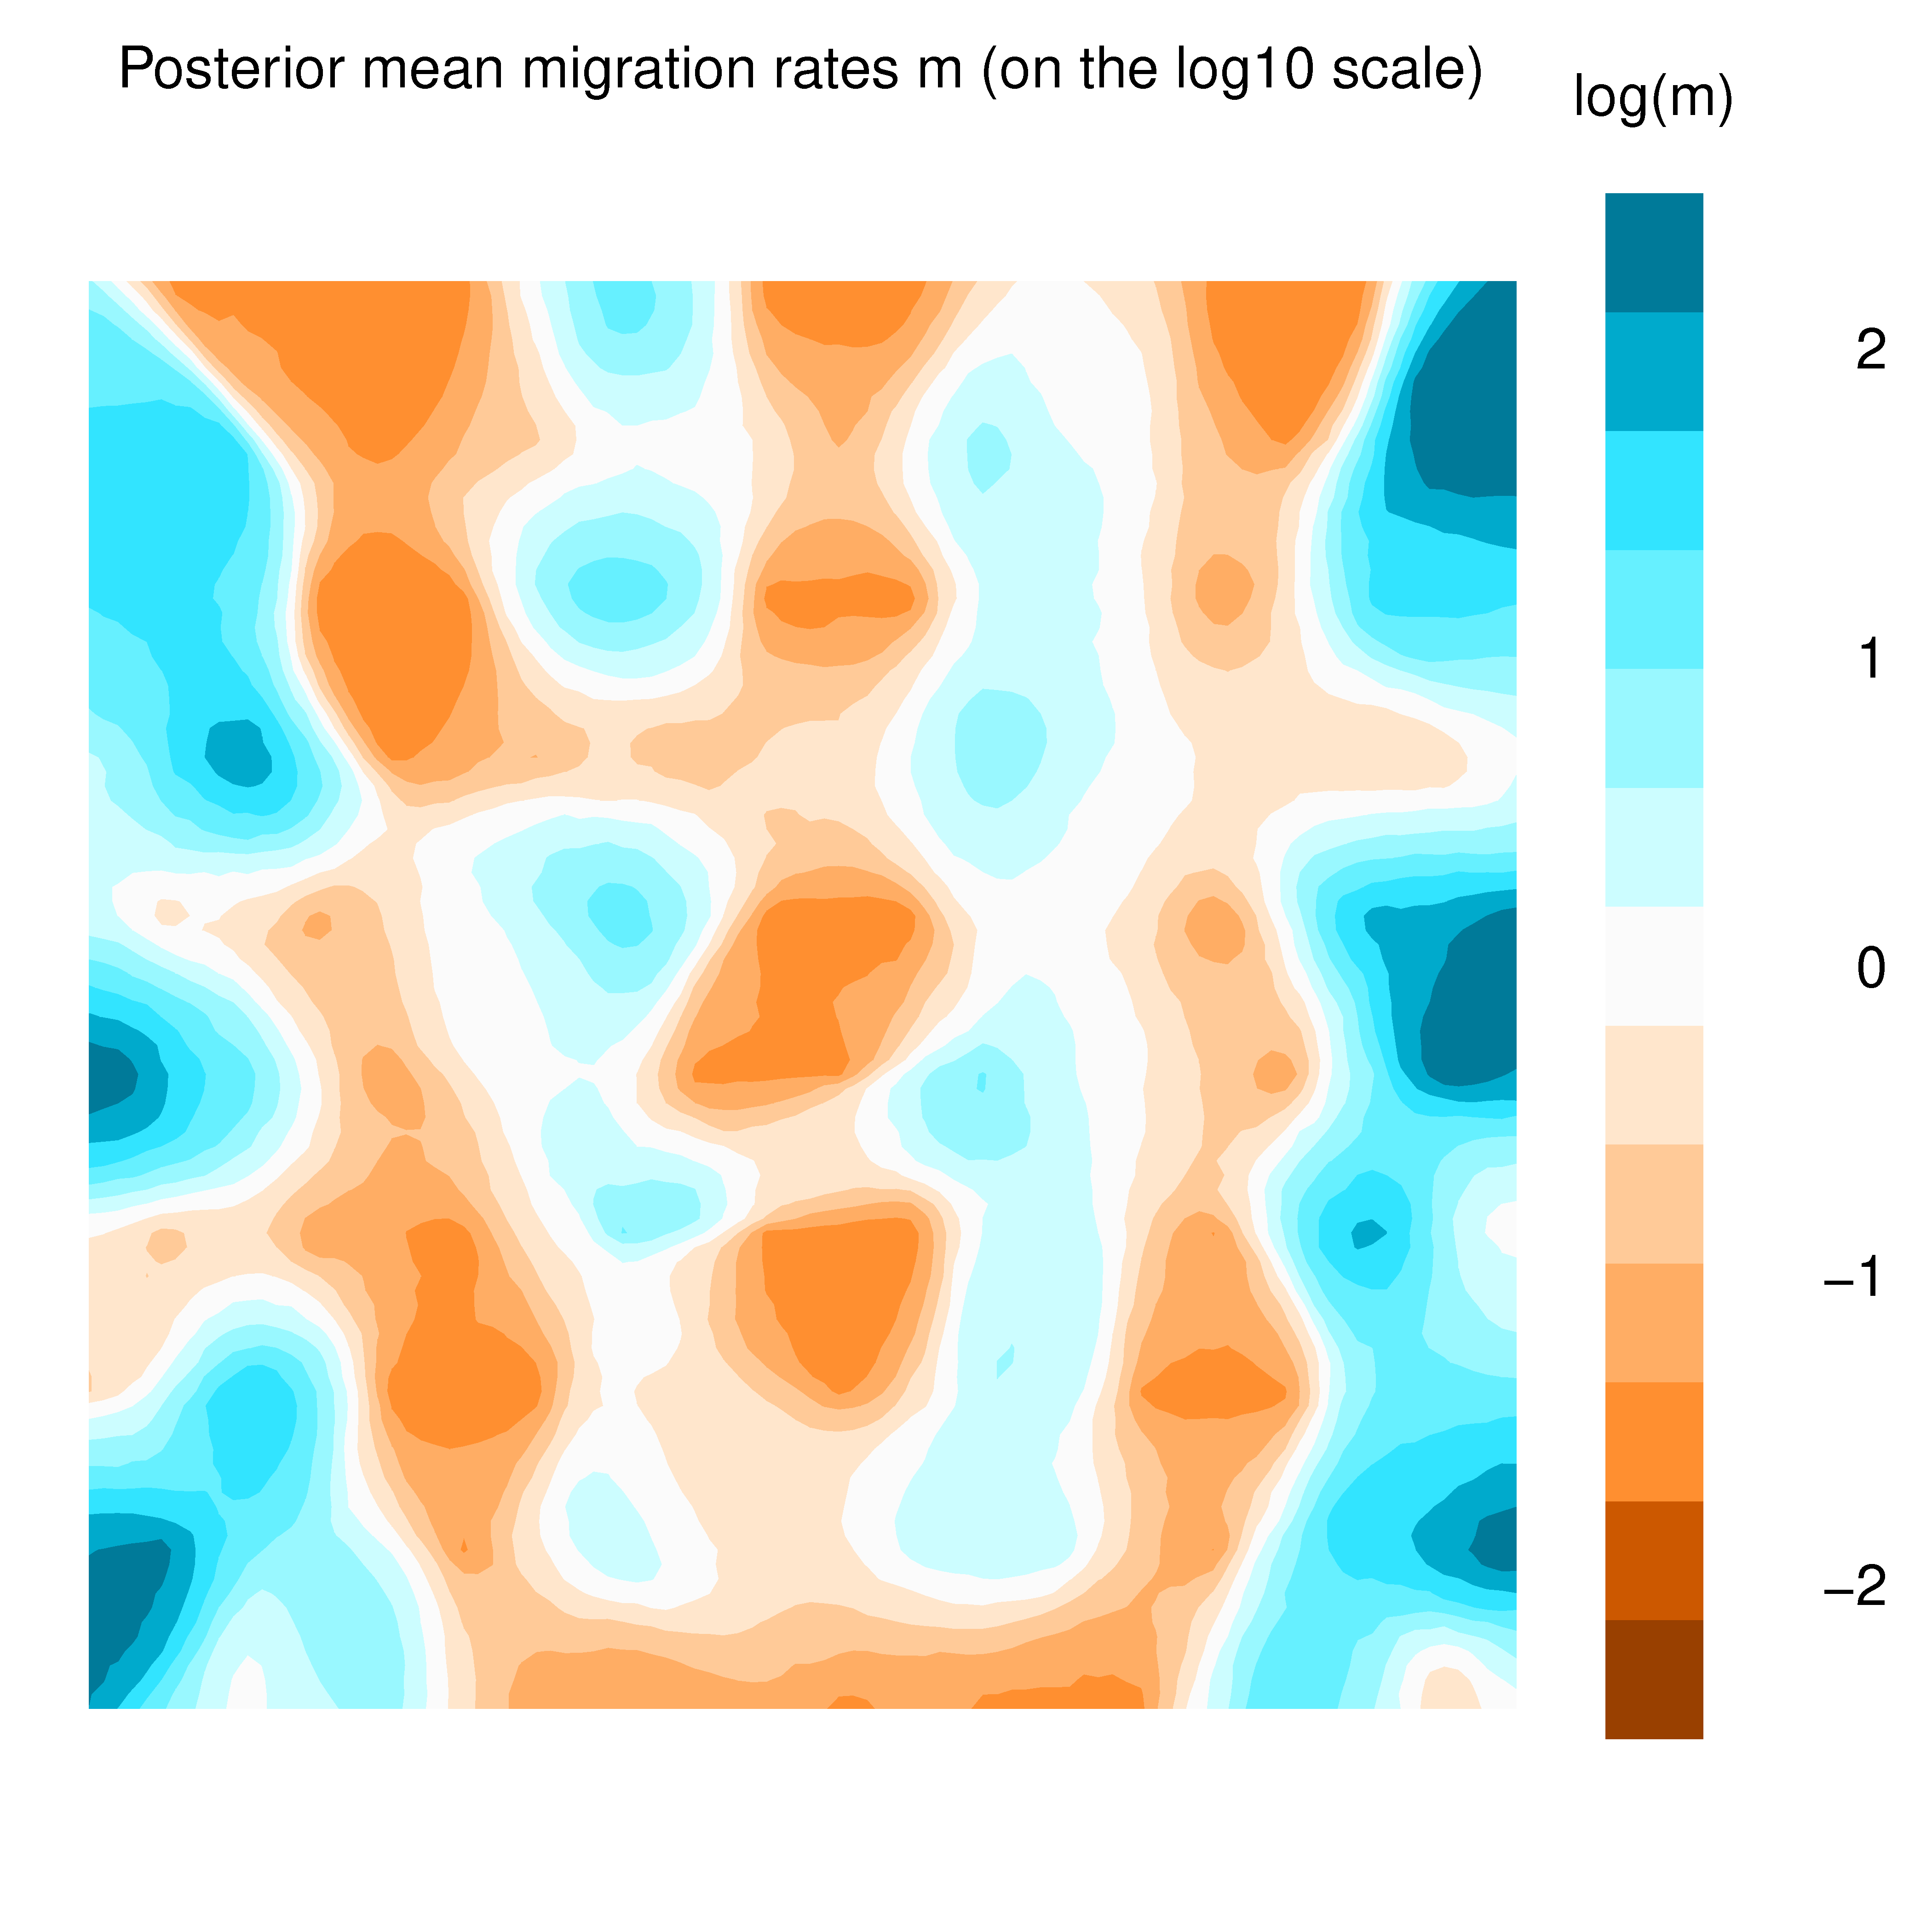 Posterior mean migration rates m (on the log10 scale)
log(m)
2
1
0
−1
−2